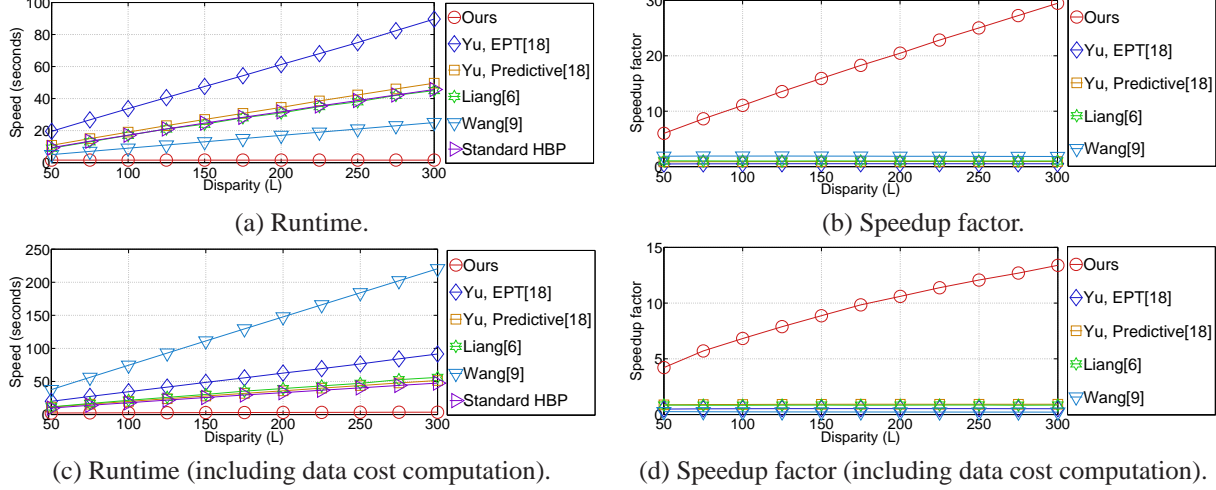 100
80
60
40
20
0
50
100
150
200
250
300
Speed (seconds)
Disparity (L)
Ours
Yu, EPT[18]
Yu, Predictive[18]
Liang[6]
Wang[9]
Standard HBP
(a) Runtime.
30
20
10
0
50
100
150
200
250
300
Speedup factor
Disparity (L)
Ours
Yu, EPT[18]
Yu, Predictive[18]
Liang[6]
Wang[9]
(b) Speedup factor.
250
200
150
100
50
0
50
100
150
200
250
300
Speed (seconds)
Disparity (L)
Ours
Yu, EPT[18]
Yu, Predictive[18]
Liang[6]
Wang[9]
Standard HBP
(c) Runtime (including data cost computation).
15
10
5
0
50
100
150
200
250
300
Speedup factor
Disparity (L)
Ours
Yu, EPT[18]
Yu, Predictive[18]
Liang[6]
Wang[9]
(d) Speedup factor (including data cost computation).